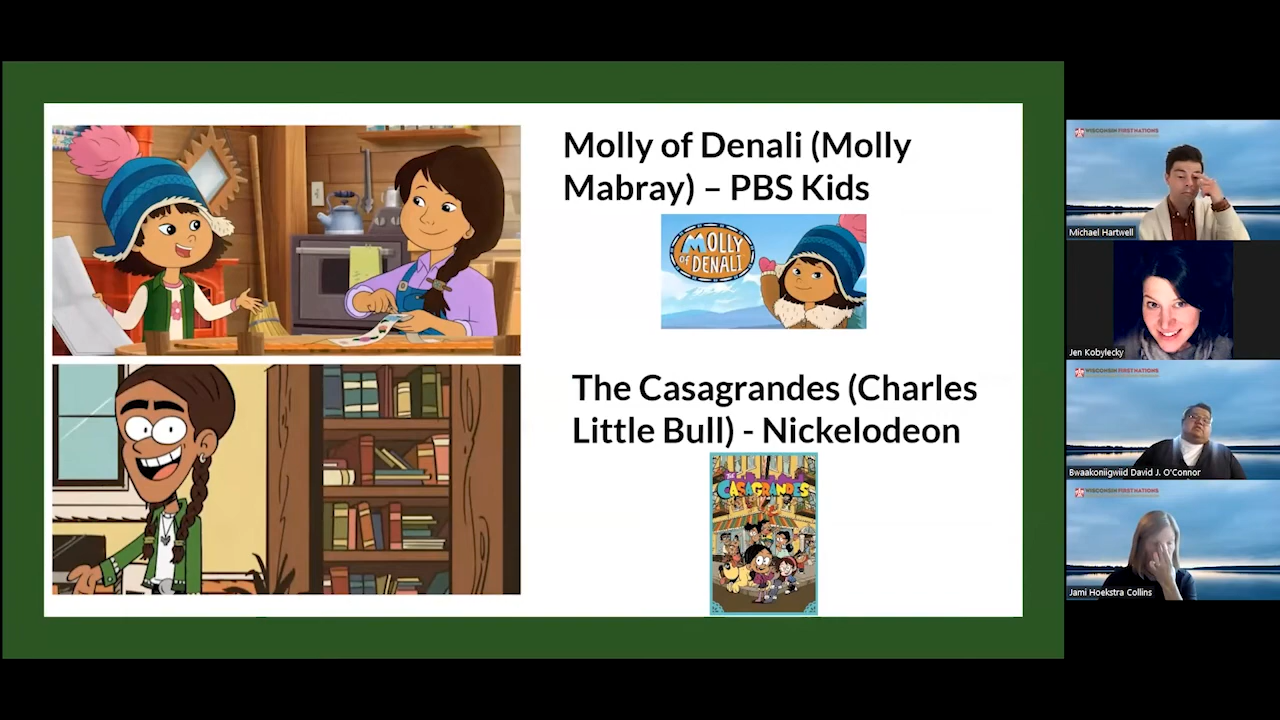 Molly of Denali (Molly
Mabray) – PBS Kids
MOLLY
OF DENALI
The Casagrandes (Charles
Little Bull) - Nickelodeon
THE
CASAGRANDES
WISCONSIN FIRST NATIONS
Michael Hartwell
Jen Kobylecky
WISCONSIN FIRST NATIONS
Bwaakoniigwiid David J. O'Connor
WISCONSIN FIRST NATIONS
Jami Hoekstra Collins